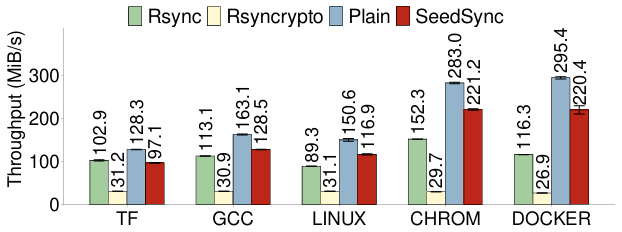 Rsync Rsyncrypto Plain SeedSync
Throughput (MiB/s)
300
200
100
0
102.9 31.2 128.3 97.1
113.1 30.9 163.1 128.5
89.3 31.1 150.6 116.9
152.3 29.7 283.0 221.2
116.3 26.9 295.4 220.4
TF GCC LINUX CHROM DOCKER